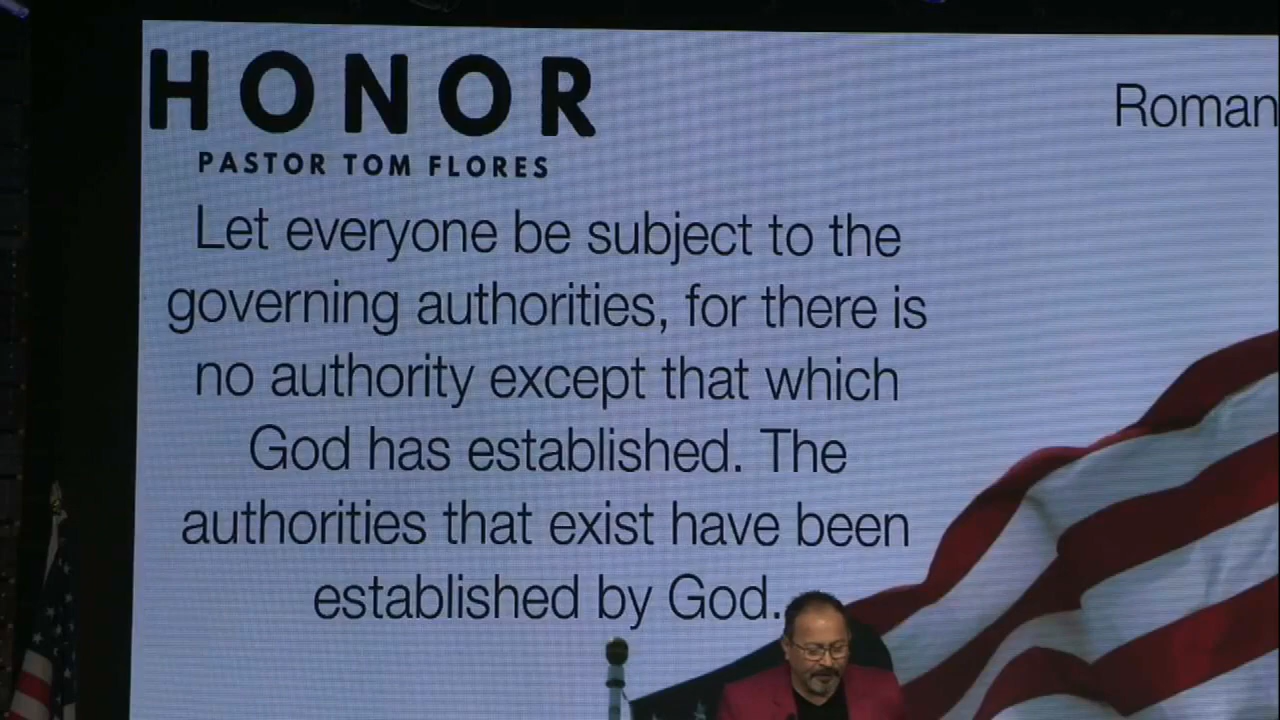 HONOR
PASTOR TOM FLORES
Roman
Let everyone be subject to the
governing authorities, for there is
no authority except that which
God has established. The
authorities that exist have been
established by God.